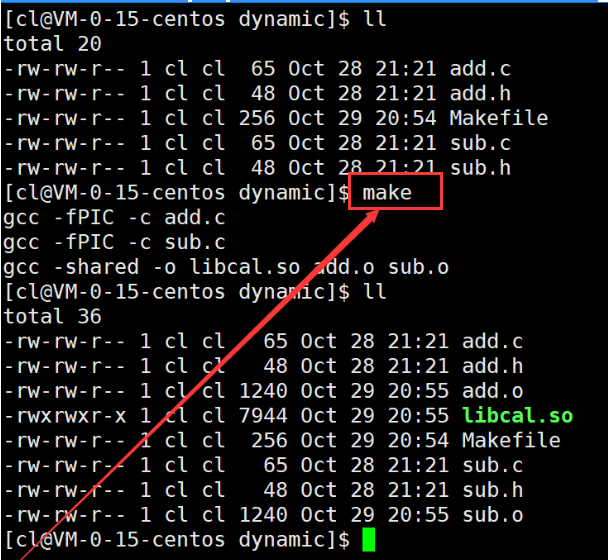 [cl@VM-0-15-centos dynamic]$ ll
total 20
-rw-rw-r-- 1 cl cl  65 Oct 28 21:21 add.c
-rw-rw-r-- 1 cl cl  48 Oct 28 21:21 add.h
-rw-rw-r-- 1 cl cl 256 Oct 29 20:54 Makefile
-rw-rw-r-- 1 cl cl  65 Oct 28 21:21 sub.c
-rw-rw-r-- 1 cl cl  48 Oct 28 21:21 sub.h
[cl@VM-0-15-centos dynamic]$ make
gcc -fPIC -c add.c
gcc -fPIC -c sub.c
gcc -shared -o libcal.so add.o sub.o
[cl@VM-0-15-centos dynamic]$ ll
total 36
-rw-rw-r-- 1 cl cl   65 Oct 28 21:21 add.c
-rw-rw-r-- 1 cl cl   48 Oct 28 21:21 add.h
-rw-rw-r-- 1 cl cl 1240 Oct 29 20:55 add.o
-rwxrwxr-x 1 cl cl 7944 Oct 29 20:55 libcal.so
-rw-rw-r-- 1 cl cl  256 Oct 29 20:54 Makefile
-rw-rw-r-- 1 cl cl   65 Oct 28 21:21 sub.c
-rw-rw-r-- 1 cl cl   48 Oct 28 21:21 sub.h
-rw-rw-r-- 1 cl cl 1240 Oct 29 20:55 sub.o
[cl@VM-0-15-centos dynamic]$